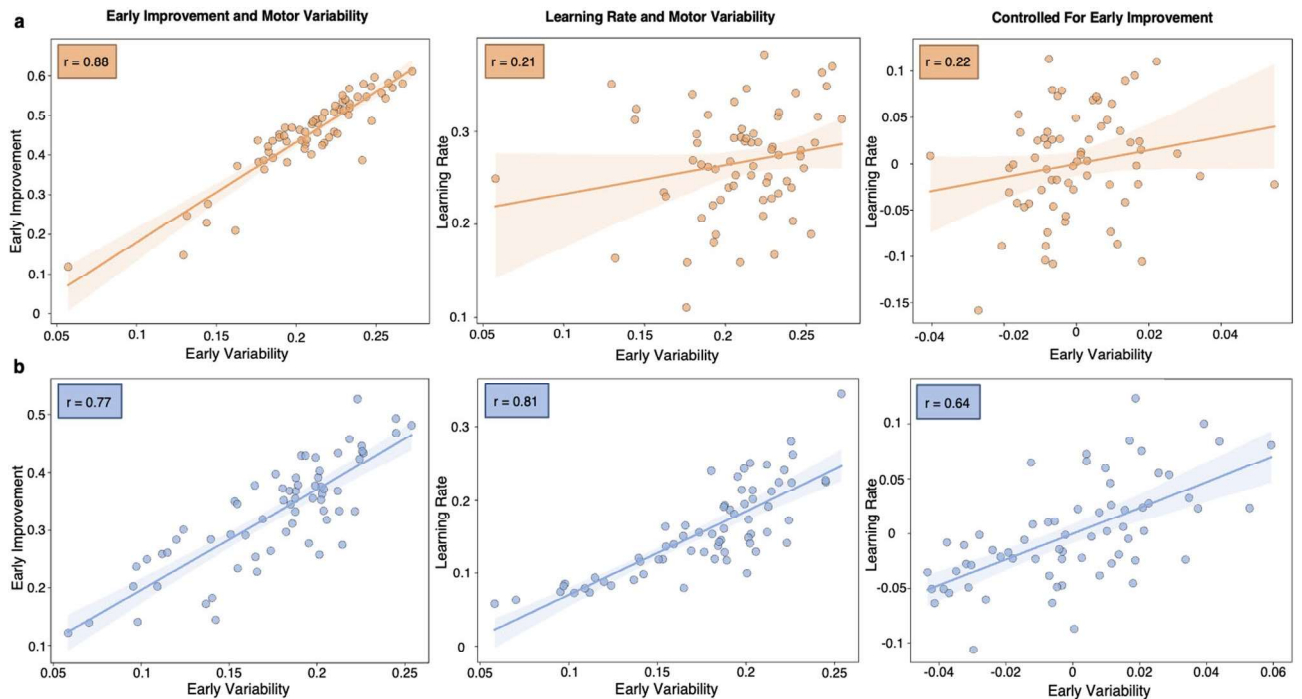 Early Improvement and Motor Variability
Learning Rate and Motor Variability
Controlled For Early Improvement
a
r = 0.88
Early Improvement
0.6
0.5
0.4
0.3
0.2
0.1
0
0.05
0.1
0.15
0.2
0.25
Early Variability
r = 0.21
Learning Rate
0.3
0.2
0.1
0.05
0.1
0.15
0.2
0.25
Early Variability
r = 0.22
Learning Rate
0.1
0.05
0
-0.05
-0.1
-0.15
-0.04
-0.02
0
0.02
0.04
Early Variability
b
r = 0.77
Early Improvement
0.5
0.4
0.3
0.2
0.1
0.05
0.1
0.15
0.2
0.25
Early Variability
r = 0.81
Learning Rate
0.3
0.2
0.1
0
0.05
0.1
0.15
0.2
0.25
Early Variability
r = 0.64
Learning Rate
0.1
0.05
0
-0.05
-0.1
-0.04
-0.02
0
0.02
0.04
0.06
Early Variability